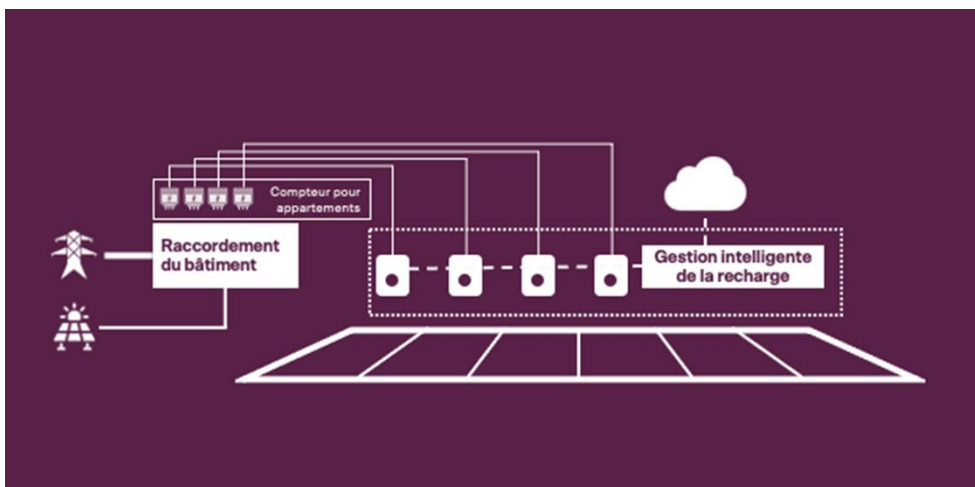 Compteur pour
appartements
Raccordement
du bâtiment
Gestion intelligente
de la recharge